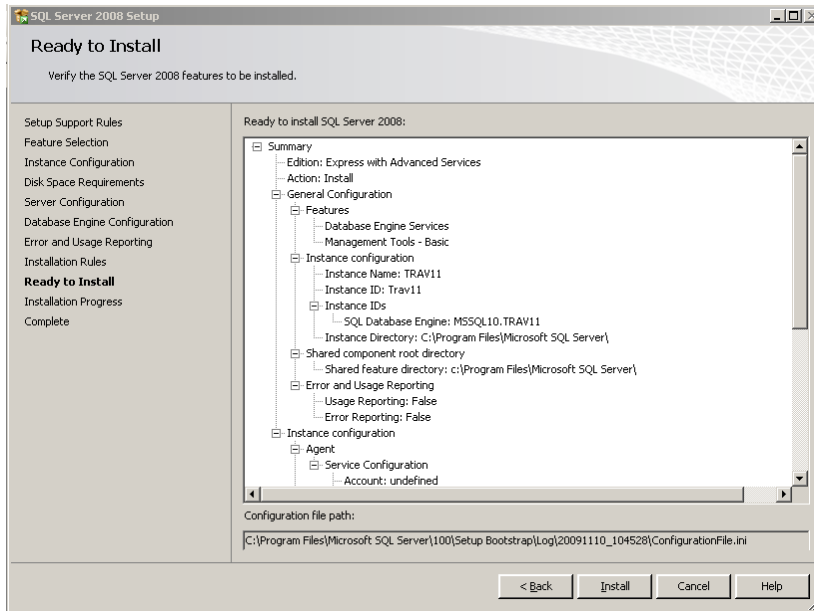 SQL Server 2008 Setup
Ready to Install
Verify the SQL Server 2008 features to be installed.
Setup Support Rules
Feature Selection
Instance Configuration
Disk Space Requirements
Server Configuration
Database Engine Configuration
Error and Usage Reporting
Installation Rules
Ready to Install
Installation Progress
Complete
Ready to install SQL Server 2008:
Summary
Edition: Express with Advanced Services
Action: Install
General Configuration
Features
Database Engine Services
Management Tools - Basic
Instance configuration
Instance Name: TRAV11
Instance ID: Trav11
Instance IDs
SQL Database Engine: MSSQL10.TRAV11
Instance Directory: C:\Program Files\Microsoft SQL Server\
Shared component root directory
Shared feature directory: c:\Program Files\Microsoft SQL Server\
Error and Usage Reporting
Usage Reporting: False
Error Reporting: False
Instance configuration
Agent
Service Configuration
Account: undefined
Configuration file path:
C:\Program Files\Microsoft SQL Server\100\Setup Bootstrap\Log\20091110_104528\ConfigurationFile.ini
< Back
Install
Cancel
Help